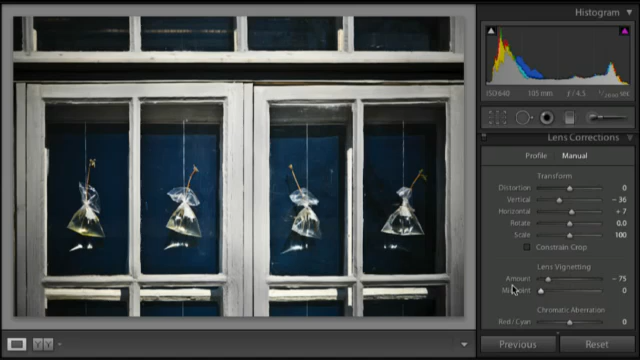 Histogram
ISO 640 105 mm f / 4.5
Lens Corrections
Profile Manual
Transform
Distortion 0
Vertical - 36
Horizontal + 7
Rotate 0.0
Scale 100
Constrain Crop
Lens Vignetting
Amount - 75
Midpoint 0
Chromatic Aberration
Red / Cyan 0
Y Y
Previous Reset